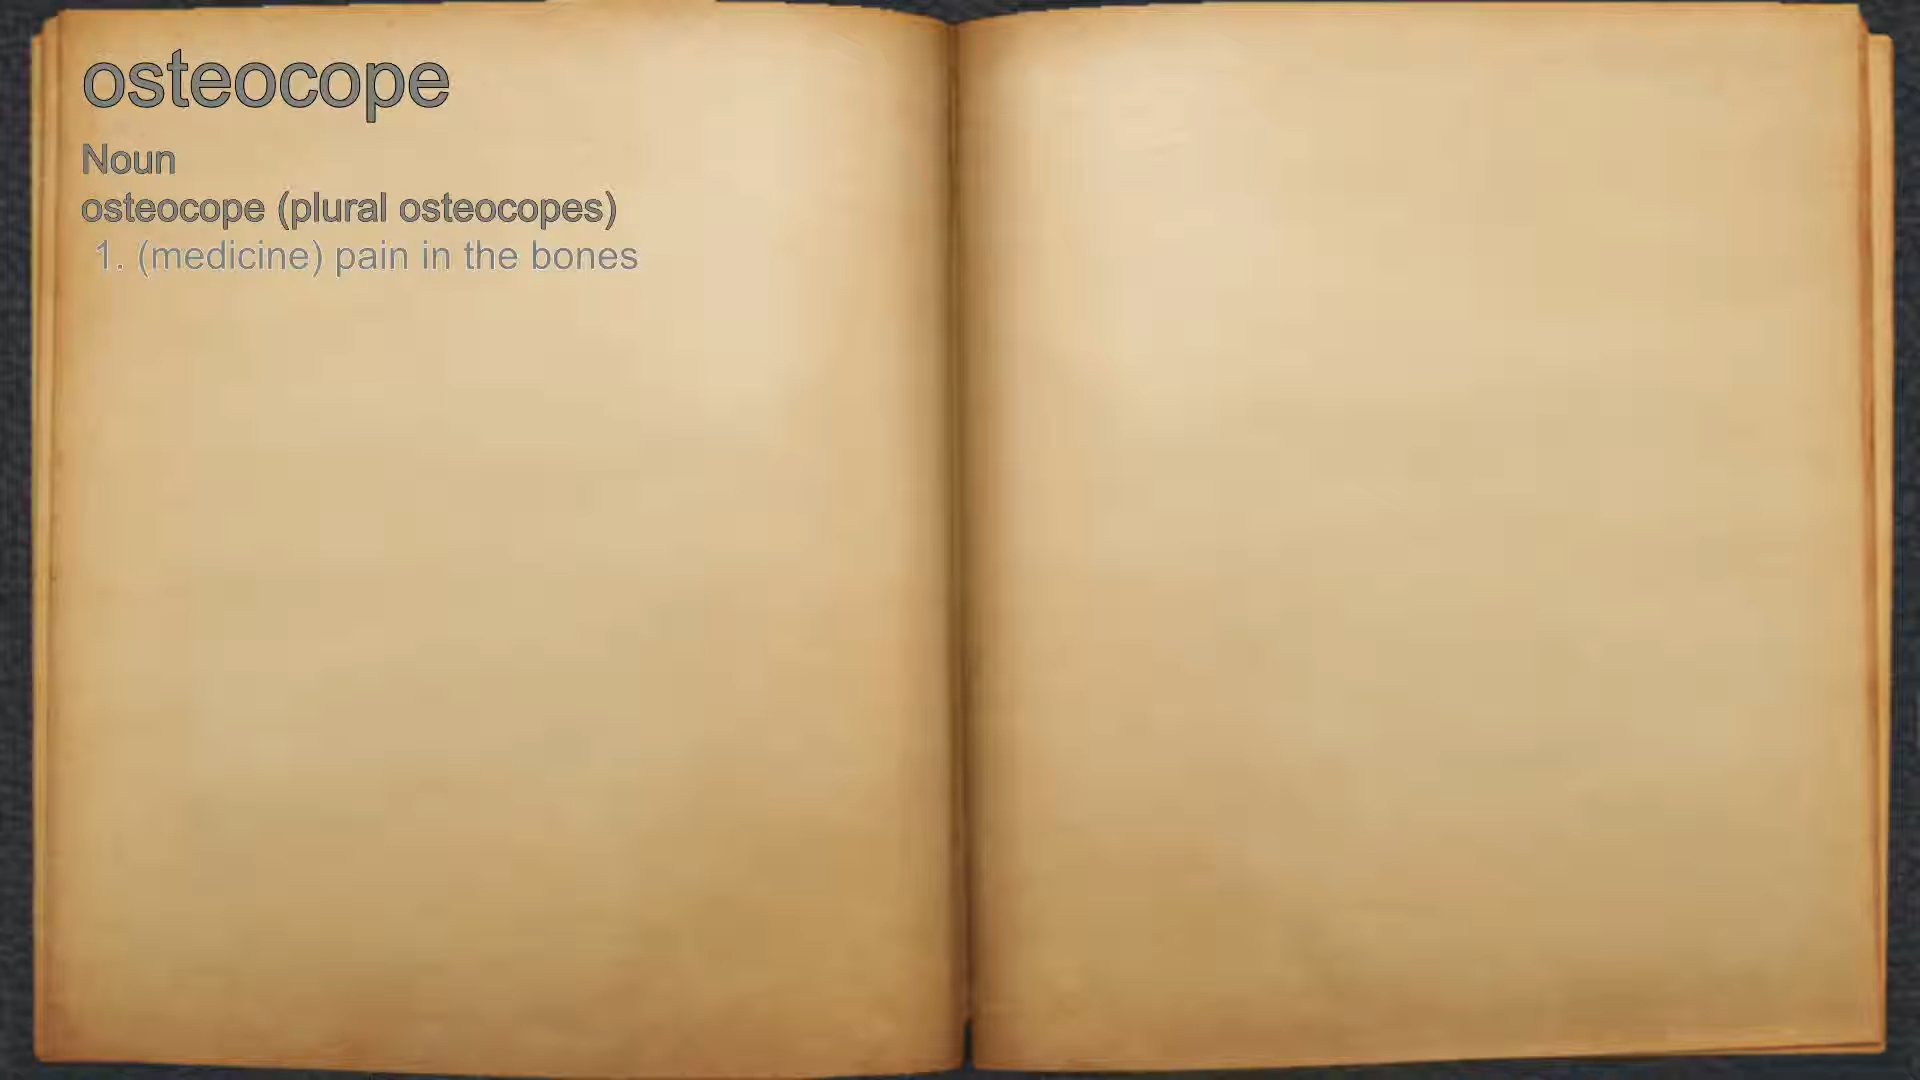 osteocope
Noun
osteocope (plural osteocopes)
1. (medicine) pain in the bones